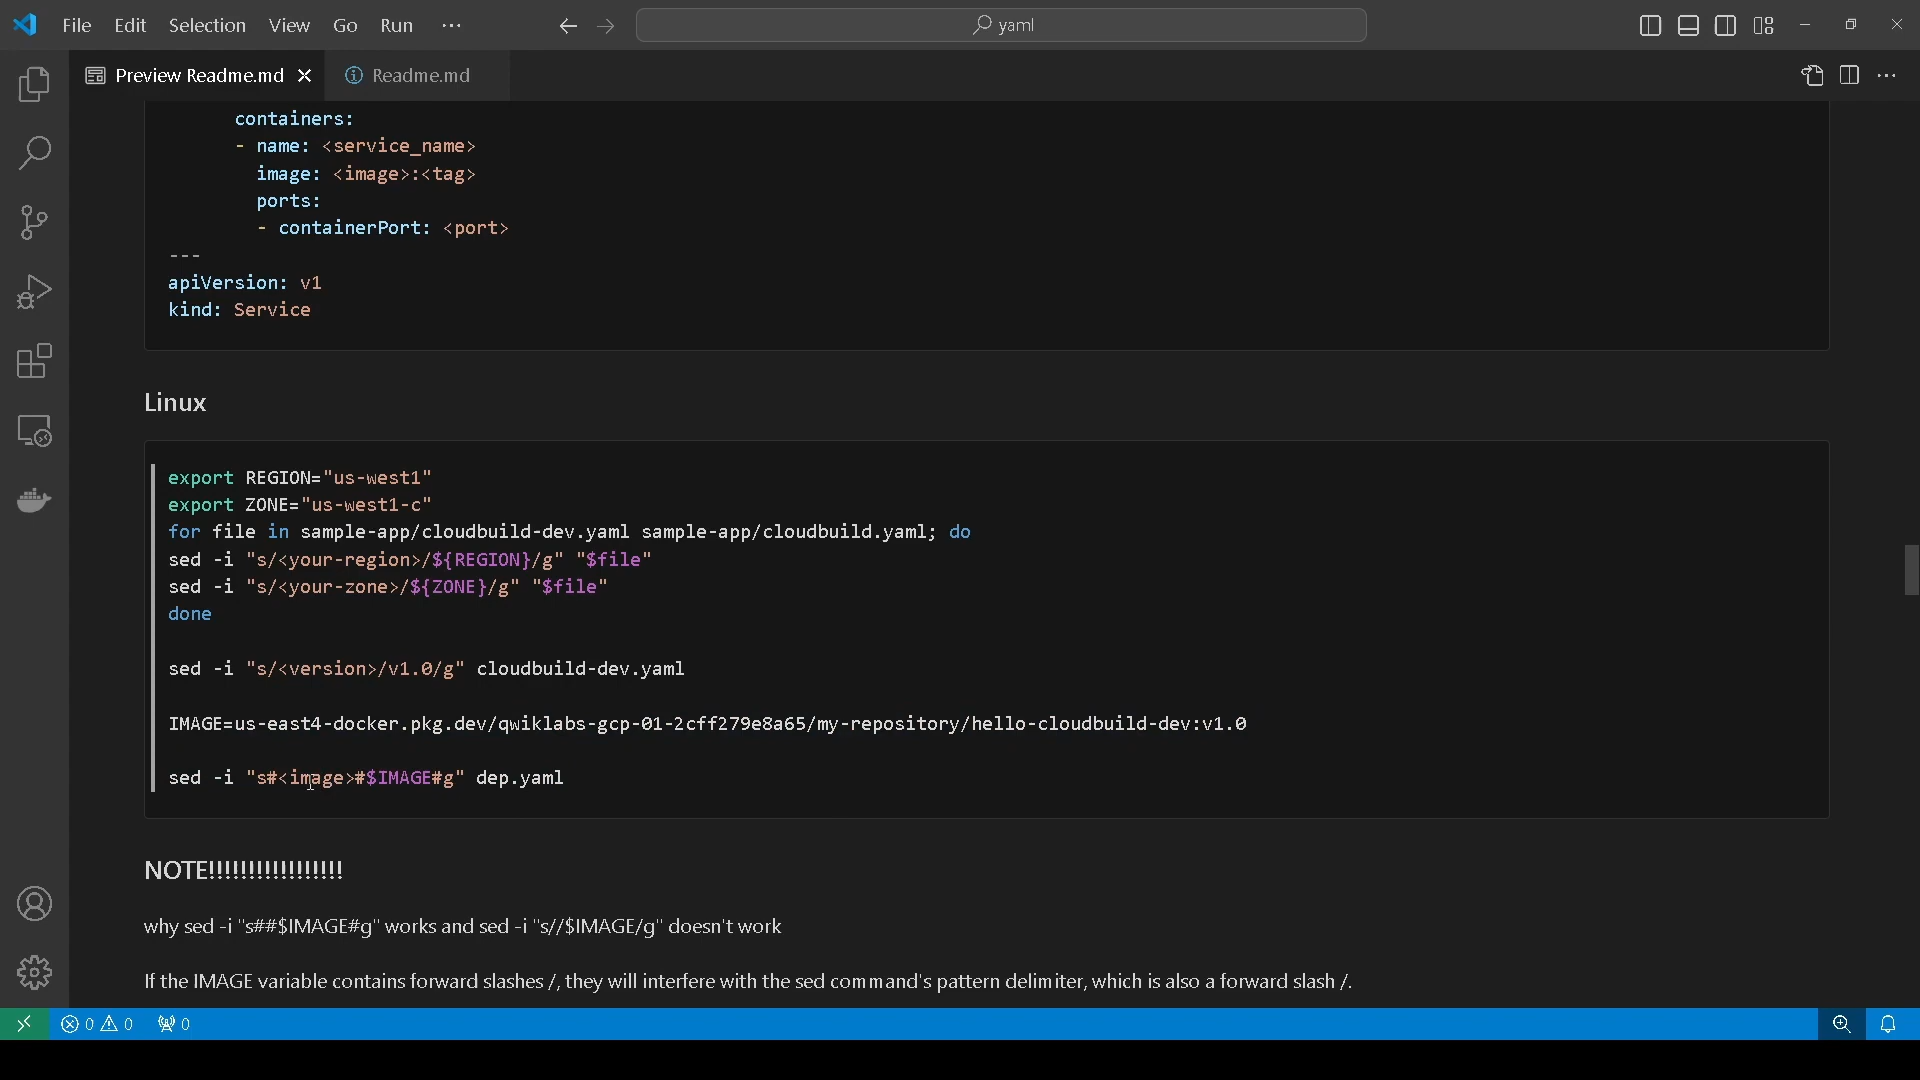 File Edit Selection View Go Run ··· yaml
Preview Readme.md Readme.md
containers:
- name: <service_name>
image: <image>:<tag>
ports:
- containerPort: <port>
---
apiVersion: v1
kind: Service
Linux
export REGION="us-west1"
export ZONE="us-west1-c"
for file in sample-app/cloudbuild-dev.yaml sample-app/cloudbuild.yaml; do
sed -i "s/<your-region>/${REGION}/g" "$file"
sed -i "s/<your-zone>/${ZONE}/g" "$file"
done
sed -i "s/<version>/v1.0/g" cloudbuild-dev.yaml
IMAGE=us-east4-docker.pkg.dev/qwiklabs-gcp-01-2cff279e8a65/my-repository/hello-cloudbuild-dev:v1.0
sed -i "s#<image>#$IMAGE#g" dep.yaml
NOTE!!!!!!!!!!!!!!!!!
why sed -i "s##$IMAGE#g" works and sed -i "s//$IMAGE/g" doesn't work
If the IMAGE variable contains forward slashes /, they will interfere with the sed command's pattern delimiter, which is also a forward slash /.
0 0 0